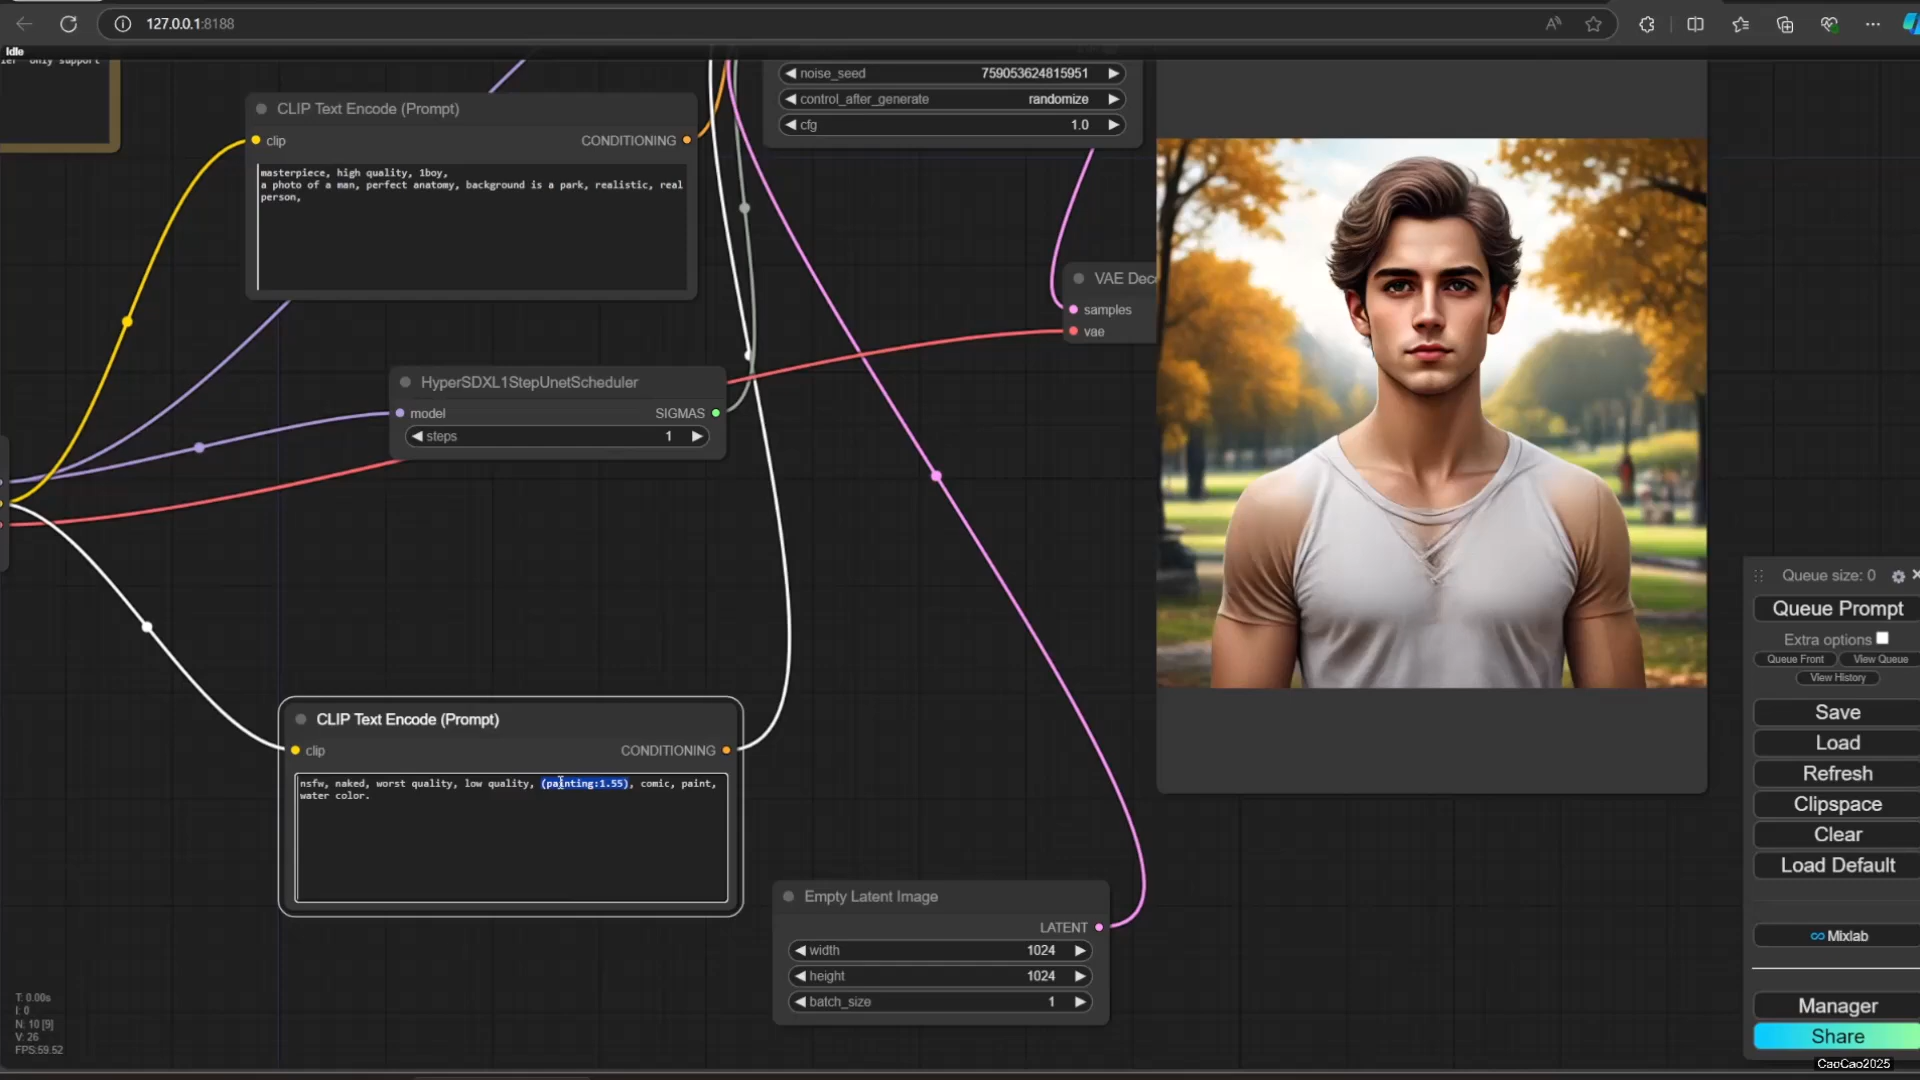 127.0.0.1:8188
Idle
only support
CLIP Text Encode (Prompt)
clip
CONDITIONING
masterpiece, high quality, 1boy,
a photo of a man, perfect anatomy, background is a park, realistic, real
person,
noise_seed 759053624815951
control_after_generate randomize
cfg 1.0
VAE Dec
samples
vae
HyperSDXL1StepUnetScheduler
model SIGMAS
steps 1
CLIP Text Encode (Prompt)
clip CONDITIONING
nsfw, naked, worst quality, low quality, (painting:1.55), comic, paint,
water color.
Empty Latent Image
LATENT
width 1024
height 1024
batch_size 1
Queue size: 0
Queue Prompt
Extra options
Queue Front View Queue
View History
Save
Load
Refresh
Clipspace
Clear
Load Default
Mixlab
Manager
Share
CaoCao2025
T: 0.00s
I: 0
N: 10 [9]
V: 26
FPS:59.52